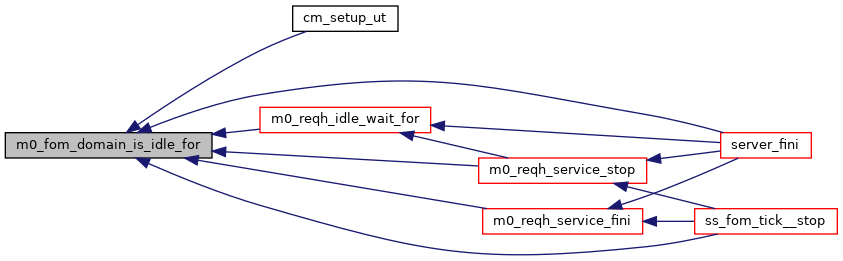 cm_setup_ut
m0_fom_domain_is_idle_for
m0_reqh_idle_wait_for
server_fini
m0_reqh_service_stop
m0_reqh_service_fini
ss_fom_tick__stop